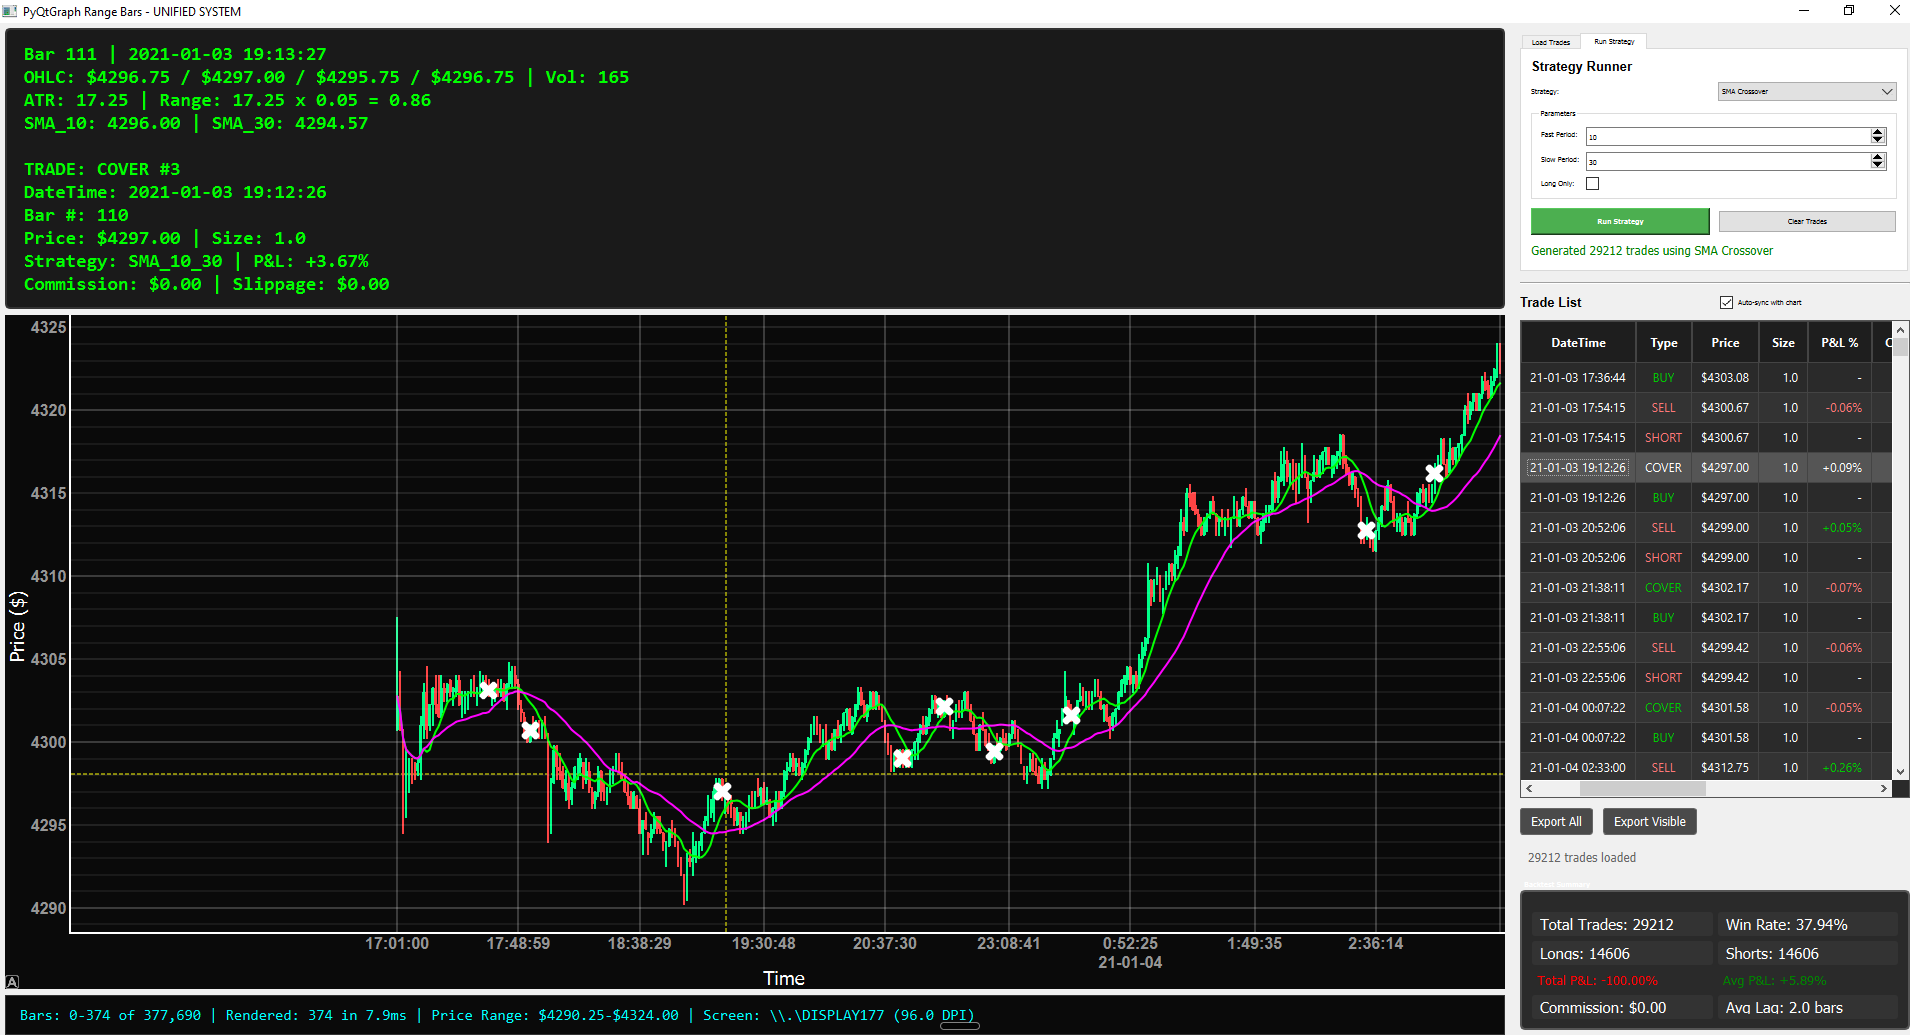 PyQtGraph Range Bars - UNIFIED SYSTEM
Bar 111 | 2021-01-03 19:13:27
OHLC: $4296.75 / $4297.00 / $4295.75 / $4296.75 | Vol: 165
ATR: 17.25 | Range: 17.25 x 0.05 = 0.86
SMA_10: 4296.00 | SMA_30: 4294.57
TRADE: COVER #3
DateTime: 2021-01-03 19:12:26
Bar #: 110
Price: $4297.00 | Size: 1.0
Strategy: SMA_10_30 | P&L: +3.67%
Commission: $0.00 | Slippage: $0.00
4325
4320
4315
4310
4305
4300
4295
4290
Price ($)
17:01:00 17:48:59 18:38:29 19:30:48 20:37:30 23:08:41 0:52:25 1:49:35 2:36:14
21-01-04
Time
A
Bars: 0-374 of 377,690 | Rendered: 374 in 7.9ms | Price Range: $4290.25-$4324.00 | Screen: \\.\DISPLAY177 (96.0 DPI)
Load Trades Run Strategy
Strategy Runner
Strategy: SMA Crossover
Parameters
Fast Period: 10
Slow Period: 30
Long Only:
Run Strategy Clear Trades
Generated 29212 trades using SMA Crossover
Trade List Auto-sync with chart
DateTime Type Price Size P&L % C
21-01-03 17:36:44 BUY $4303.08 1.0 -
21-01-03 17:54:15 SELL $4300.67 1.0 -0.06%
21-01-03 17:54:15 SHORT $4300.67 1.0 -
21-01-03 19:12:26 COVER $4297.00 1.0 +0.09%
21-01-03 19:12:26 BUY $4297.00 1.0 -
21-01-03 20:52:06 SELL $4299.00 1.0 +0.05%
21-01-03 20:52:06 SHORT $4299.00 1.0 -
21-01-03 21:38:11 COVER $4302.17 1.0 -0.07%
21-01-03 21:38:11 BUY $4302.17 1.0 -
21-01-03 22:55:06 SELL $4299.42 1.0 -0.06%
21-01-03 22:55:06 SHORT $4299.42 1.0 -
21-01-04 00:07:22 COVER $4301.58 1.0 -0.05%
21-01-04 00:07:22 BUY $4301.58 1.0 -
21-01-04 02:33:00 SELL $4312.75 1.0 +0.26%
Export All Export Visible
29212 trades loaded
Total Trades: 29212 Win Rate: 37.94%
Longs: 14606 Shorts: 14606
Total P&L: -100.00% Avg P&L: +5.89%
Commission: $0.00 Avg Lag: 2.0 bars